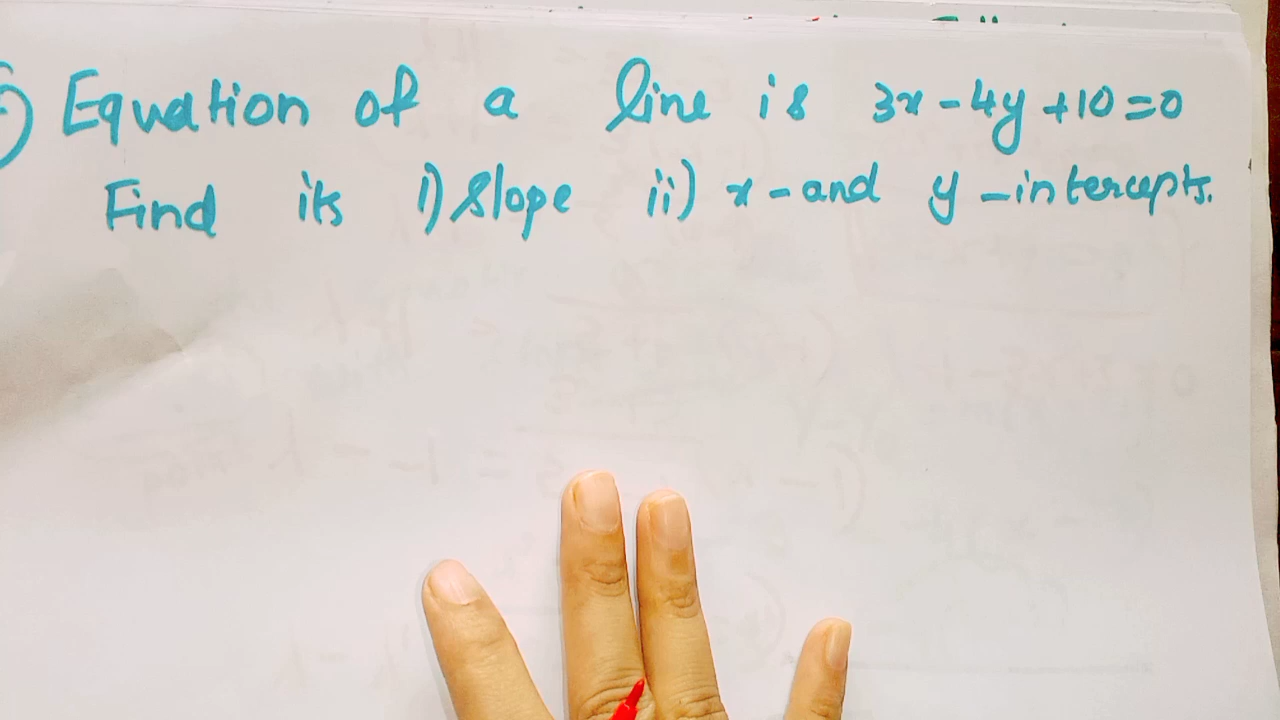 Equation of a line is 3x-4y+10=0
Find its i) slope ii) x-and y-intercepts.